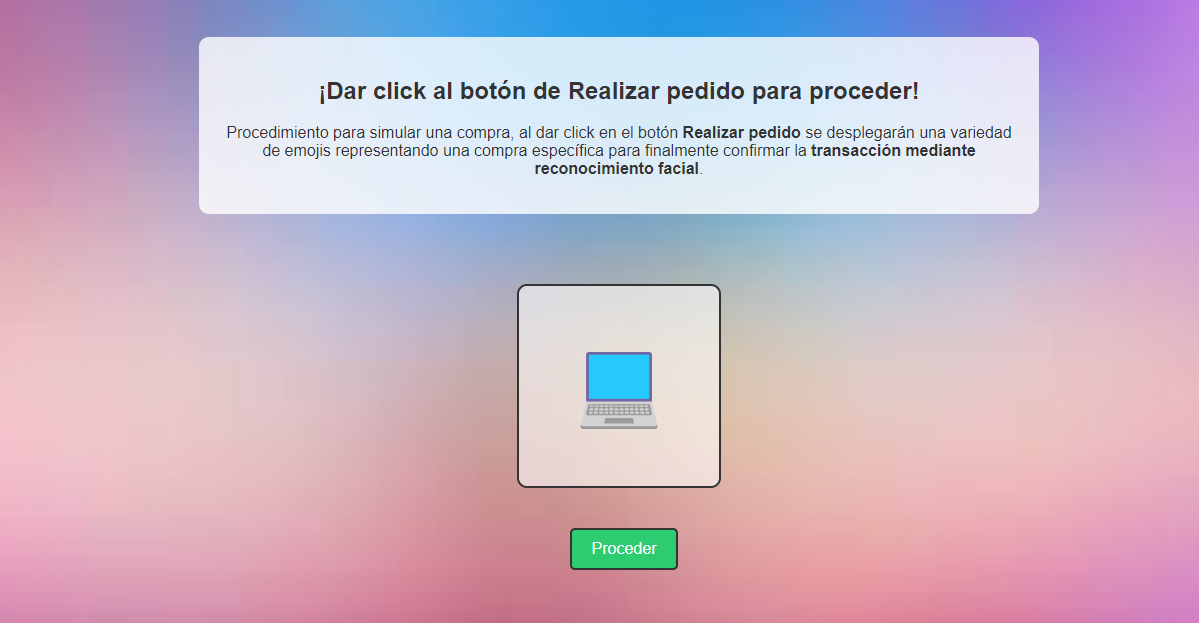 ¡Dar click al botón de Realizar pedido para proceder!
Procedimiento para simular una compra, al dar click en el botón Realizar pedido se desplegarán una variedad
de emojis representando una compra específica para finalmente confirmar la transacción mediante
reconocimiento facial.
Proceder